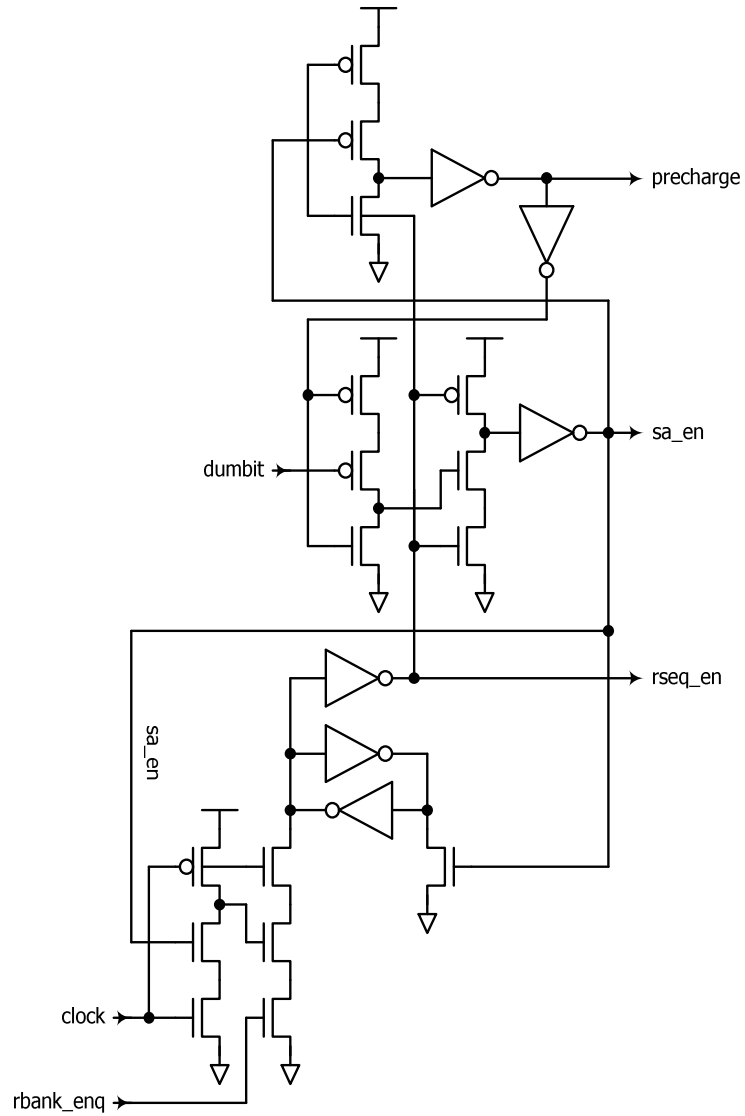 precharge
sa_en
dumbit
rseq_en
sa_en
clock
rbank_enq